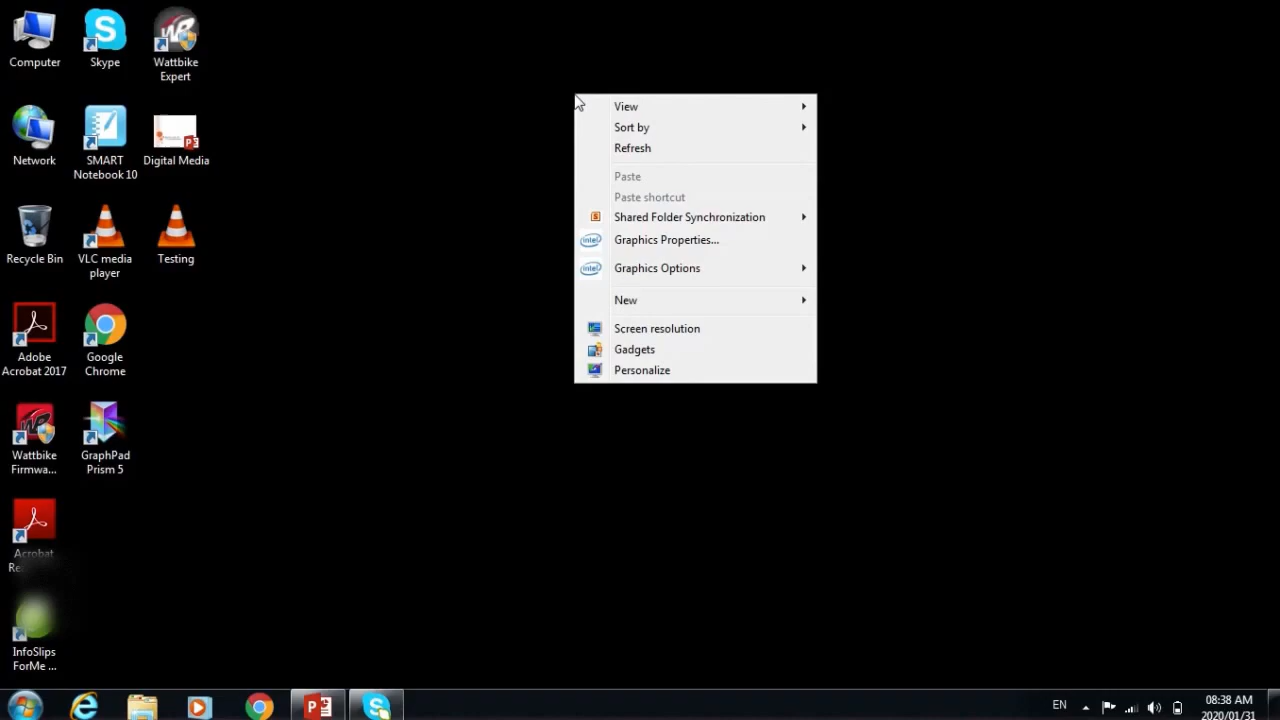 Computer
Skype
Wattbike
Expert
Network
SMART
Notebook 10
Digital Media
Recycle Bin
VLC media
player
Testing
Adobe
Acrobat 2017
Google
Chrome
Wattbike
Firmwa...
GraphPad
Prism 5
Acrobat
InfoSlips
ForMe ...
View
Sort by
Refresh
Paste
Paste shortcut
Shared Folder Synchronization
intel Graphics Properties...
intel Graphics Options
New
Screen resolution
Gadgets
Personalize
EN
08:38 AM
2020/01/31